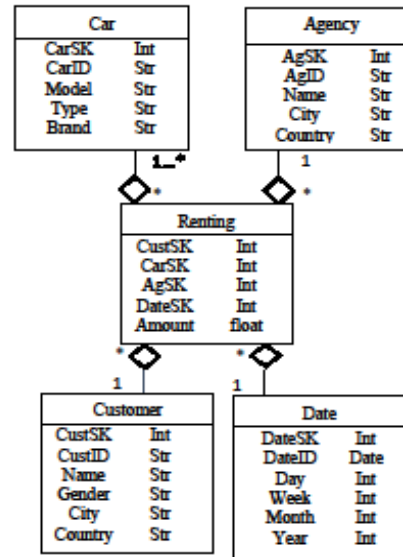 Car
CarSK Int
CarID Str
Model Str
Type Str
Brand Str
Agency
AgSK Int
AgID Str
Name Str
City Str
Country Str
1..*
1
*
*
Renting
CustSK Int
CarSK Int
AgSK Int
DateSK Int
Amount float
*
*
1
1
Customer
CustSK Int
CustID Str
Name Str
Gender Str
City Str
Country Str
Date
DateSK Int
DateID Date
Day Int
Week Int
Month Int
Year Int